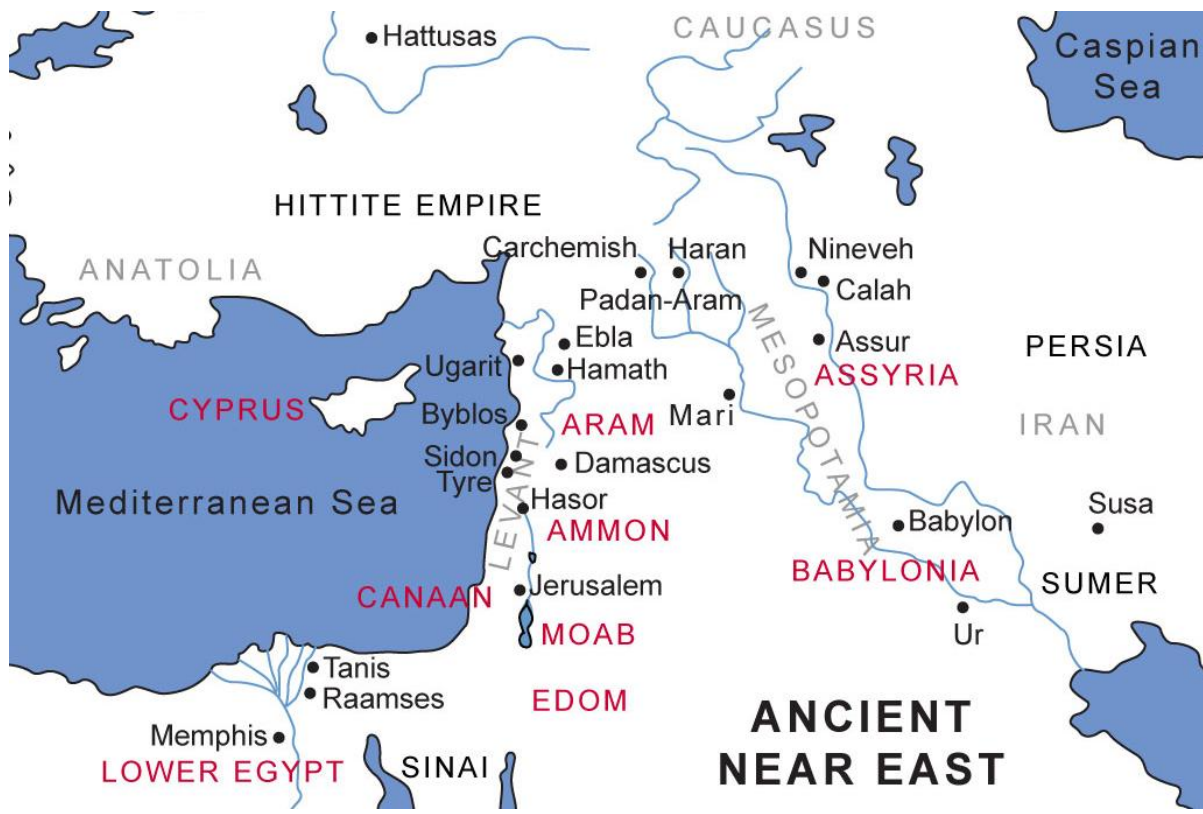 CAUCASUS
Hattusas
Caspian
Sea
HITTITE EMPIRE
ANATOLIA
Carchemish
Haran
Nineveh
Padan-Aram
Calah
MESOPOTAMIA
Ebla
Assur
PERSIA
Ugarit
Hamath
ASSYRIA
CYPRUS
Byblos
ARAM
Mari
IRAN
Sidon
Damascus
Tyre
LEVANT
Mediterranean Sea
Hasor
Susa
AMMON
Babylon
BABYLONIA
SUMER
CANAAN
Jerusalem
MOAB
Ur
Tanis
Raamses
EDOM
ANCIENT
NEAR EAST
Memphis
LOWER EGYPT
SINAI